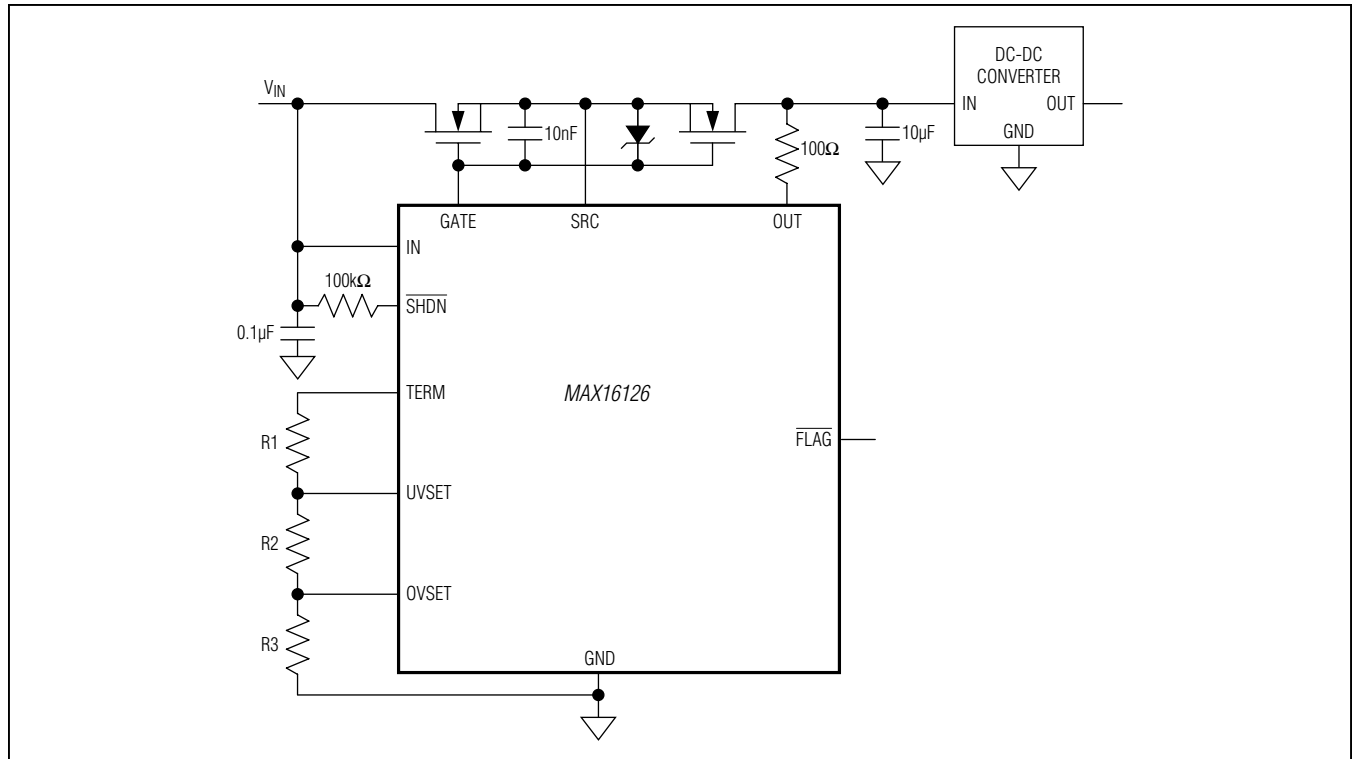 DC-DC
CONVERTER
IN
OUT
GND
VIN
10nF
100Ω
10µF
GATE
SRC
OUT
IN
100kΩ
SHDN
0.1µF
TERM
MAX16126
R1
FLAG
UVSET
R2
OVSET
R3
GND